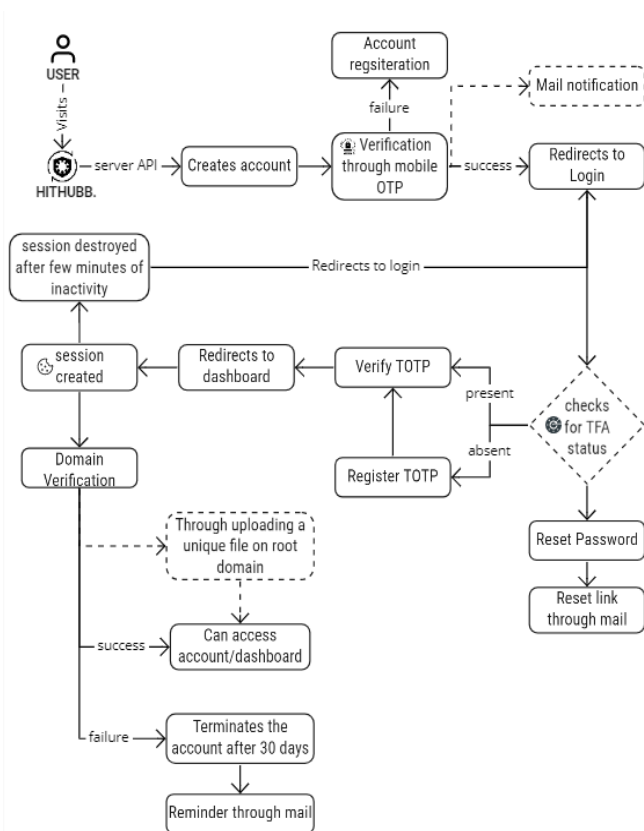 USER
Visits
HITHUBB.
server API
Creates account
Account
regsiteration
failure
Verification
through mobile
OTP
success
Mail notification
Redirects to
Login
session destroyed
after few minutes of
inactivity
Redirects to login
session
created
Redirects to
dashboard
Verify TOTP
present
absent
checks
for TFA
status
Register TOTP
Domain
Verification
Through uploading a
unique file on root
domain
Reset Password
Reset link
through mail
success
Can access
account/dashboard
failure
Terminates the
account after 30 days
Reminder through mail